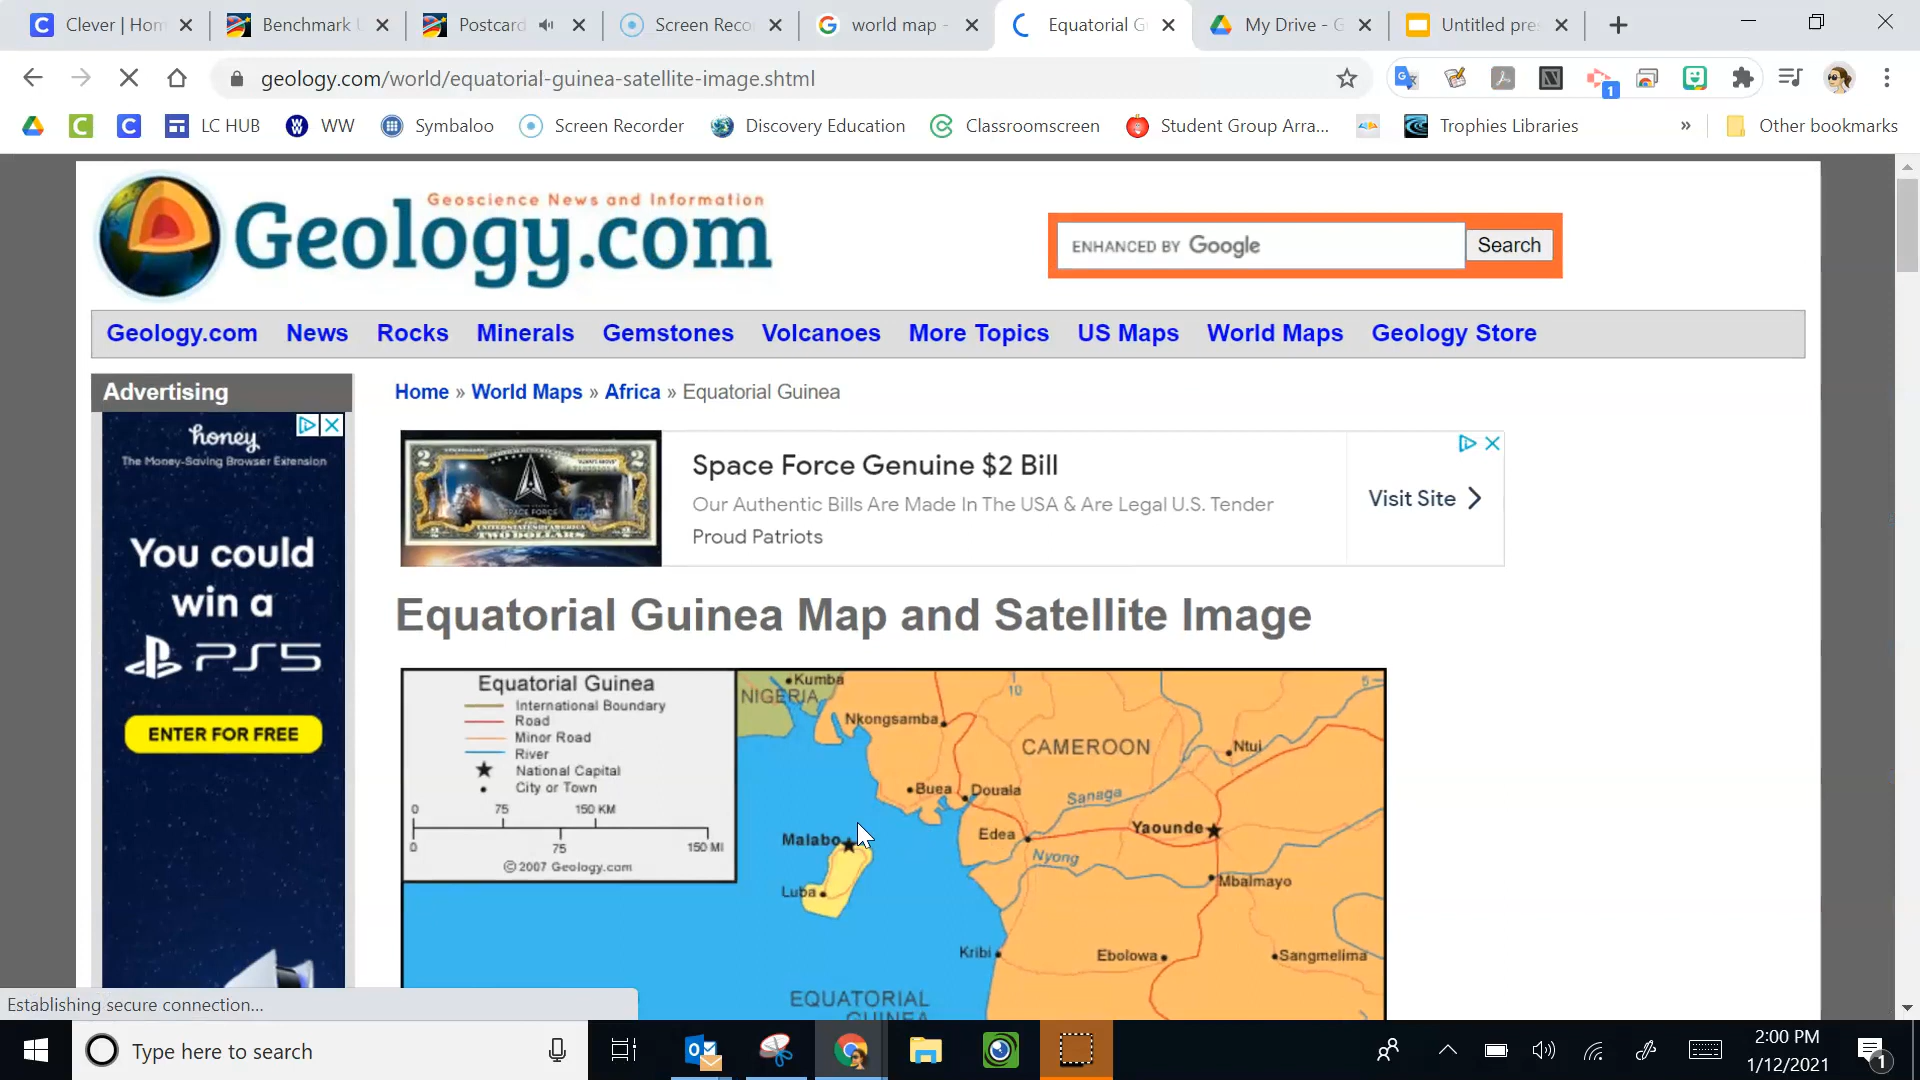 Clever | Hom
Benchmark U
Postcard
Screen Reco
world map -
Equatorial G
My Drive - G
Untitled pre
geology.com/world/equatorial-guinea-satellite-image.shtml
1
LC HUB
WW
Symbaloo
Screen Recorder
Discovery Education
Classroomscreen
Student Group Arra...
Trophies Libraries
»
Other bookmarks
Geoscience News and Information
Geology.com
ENHANCED BY Google
Search
Geology.com News Rocks Minerals Gemstones Volcanoes More Topics US Maps World Maps Geology Store
Advertising
Home » World Maps » Africa » Equatorial Guinea
honey
The Money-Saving Browser Extension
You could
win a
PS5
ENTER FOR FREE
Space Force Genuine $2 Bill
Our Authentic Bills Are Made In The USA & Are Legal U.S. Tender
Proud Patriots
Visit Site
Equatorial Guinea Map and Satellite Image
Equatorial Guinea
International Boundary
Road
Minor Road
River
National Capital
City or Town
0 75 150 KM
0 75 150 MI
©2007 Geology.com
NIGERIA
Kumba
10
5
Nkongsamba
CAMEROON
Ntui
Buea
Douala
Sanaga
Malabo
Edea
Yaounde
Nyong
Luba
Mbalmayo
Kribi
Ebolowa
Sangmelima
EQUATORIAL
GUINEA
Establishing secure connection...
Type here to search
2:00 PM
1/12/2021
1